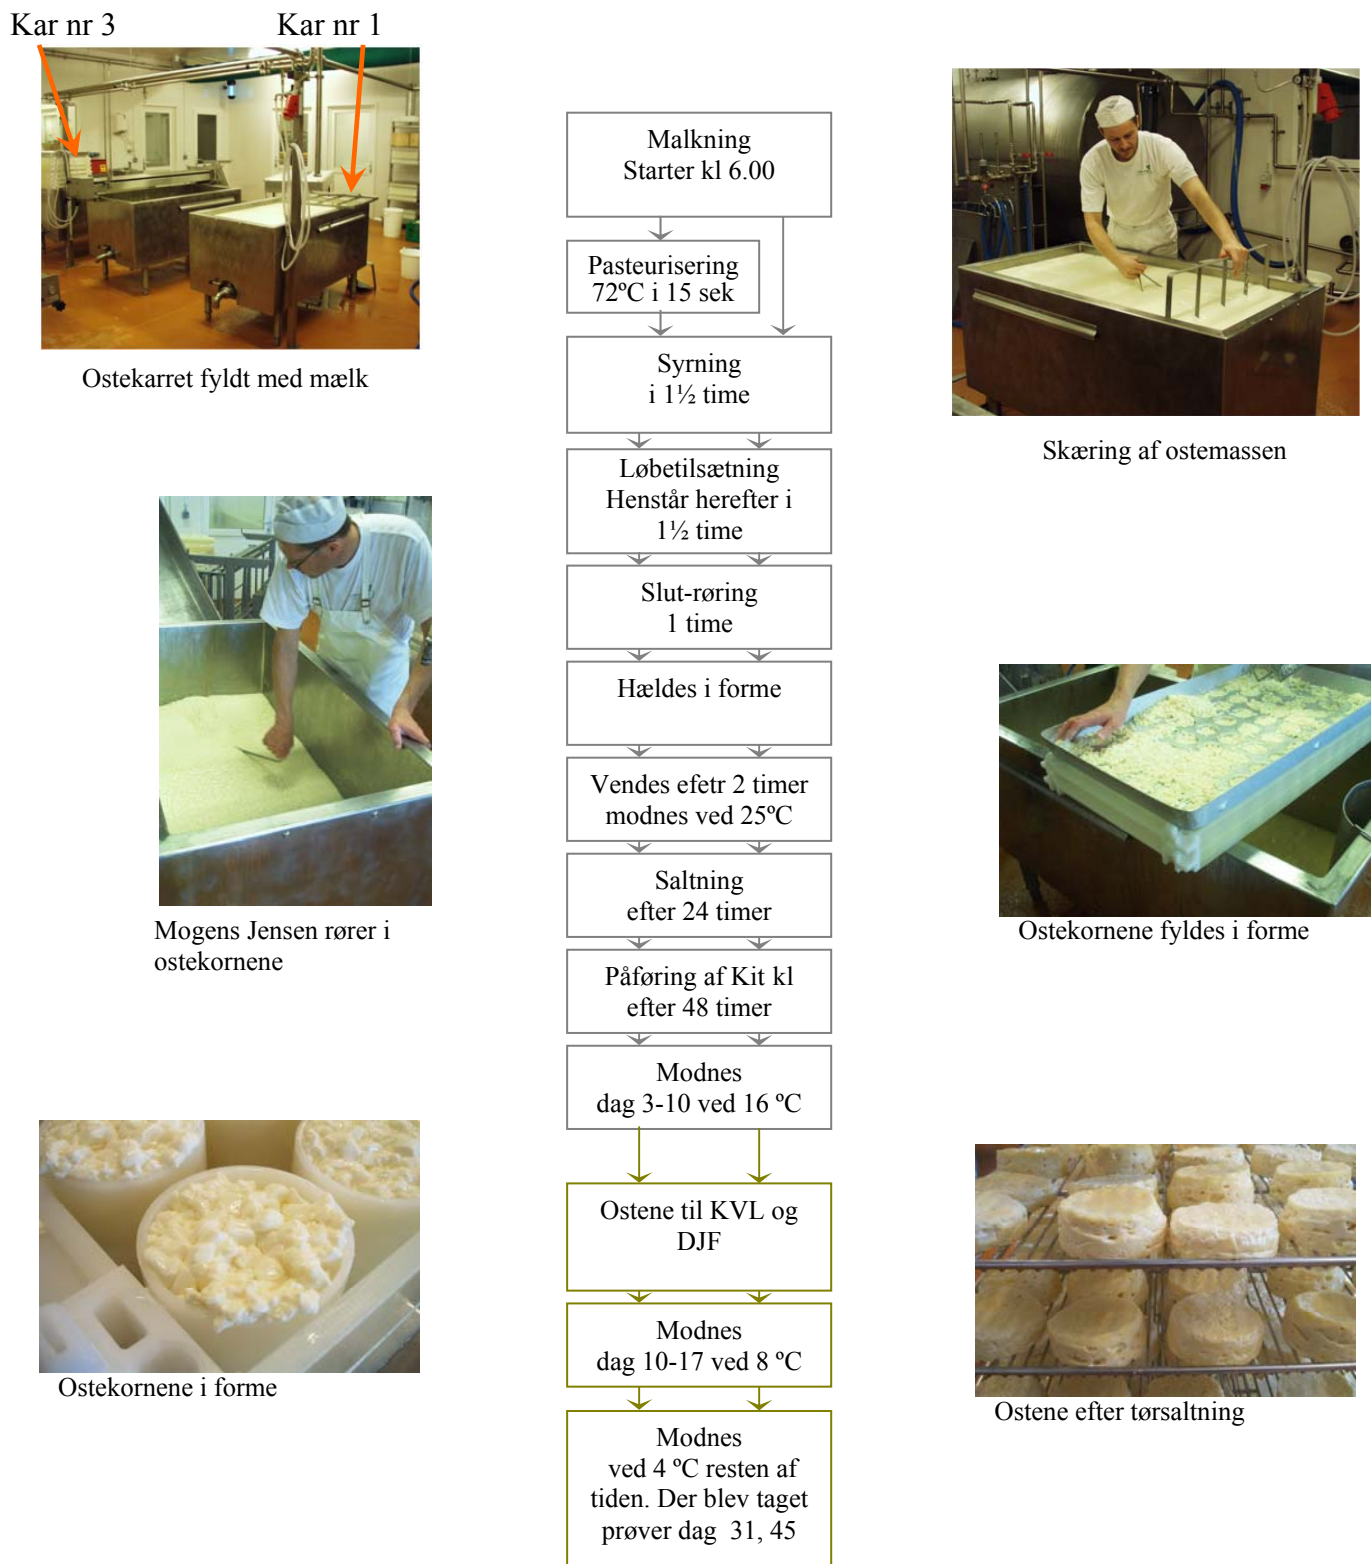 Kar nr 3
Kar nr 1
Ostekarret fyldt med mælk
Malkning
Starter kl 6.00
Pasteurisering
72ºC i 15 sek
Syrning
i 1½ time
Løbetilsætning
Henstår herefter i
1½ time
Slut-røring
1 time
Hældes i forme
Vendes efetr 2 timer
modnes ved 25ºC
Saltning
efter 24 timer
Påføring af Kit kl
efter 48 timer
Modnes
dag 3-10 ved 16 ºC
Ostene til KVL og
DJF
Modnes
dag 10-17 ved 8 ºC
Modnes
ved 4 ºC resten af
tiden. Der blev taget
prøver dag 31, 45
Skæring af ostemassen
Mogens Jensen rører i
ostekornene
Ostekornene fyldes i forme
Ostekornene i forme
Ostene efter tørsaltning